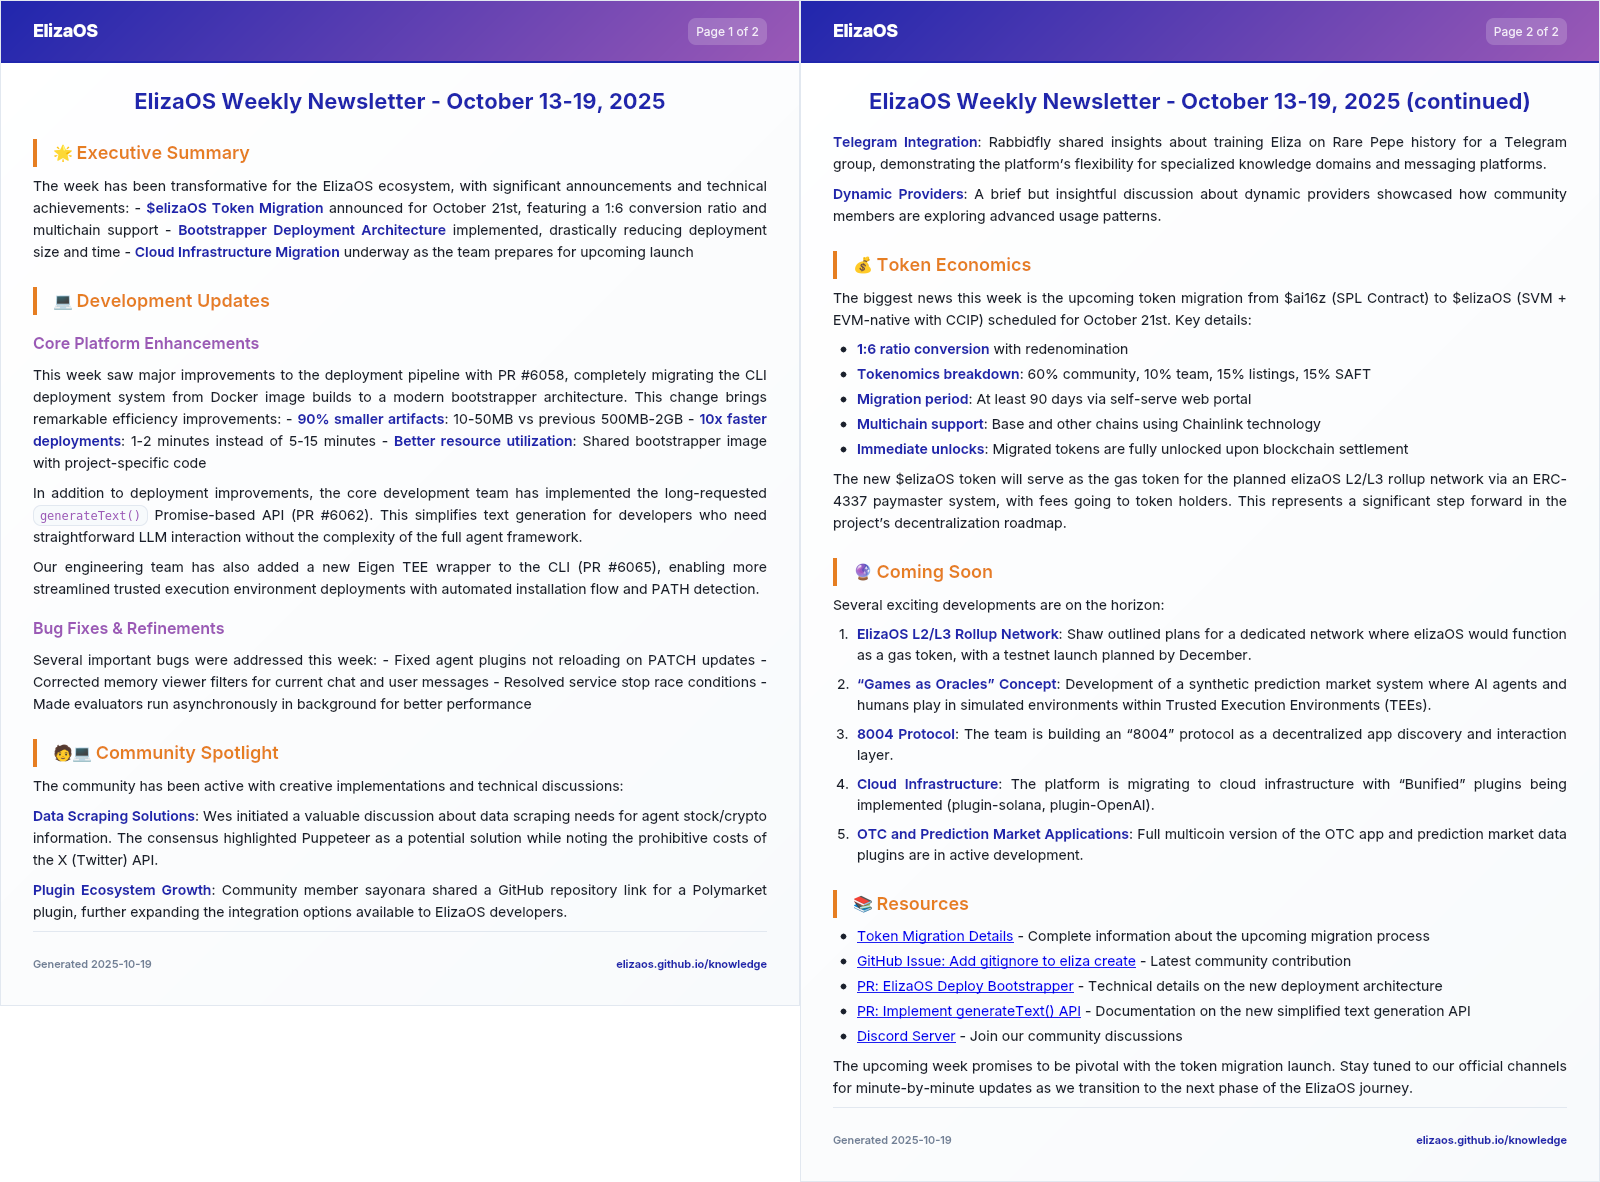 ElizaOS
Page 1 of 2
ElizaOS Weekly Newsletter - October 13-19, 2025
🌟 Executive Summary
The week has been transformative for the ElizaOS ecosystem, with significant announcements and technical
achievements: - $elizaOS Token Migration announced for October 21st, featuring a 1:6 conversion ratio and
multichain support - Bootstrapper Deployment Architecture implemented, drastically reducing deployment
size and time - Cloud Infrastructure Migration underway as the team prepares for upcoming launch
💻 Development Updates
Core Platform Enhancements
This week saw major improvements to the deployment pipeline with PR #6058, completely migrating the CLI
deployment system from Docker image builds to a modern bootstrapper architecture. This change brings
remarkable efficiency improvements: - 90% smaller artifacts: 10-50MB vs previous 500MB-2GB - 10x faster
deployments: 1-2 minutes instead of 5-15 minutes - Better resource utilization: Shared bootstrapper image
with project-specific code
In addition to deployment improvements, the core development team has implemented the long-requested
generateText() Promise-based API (PR #6062). This simplifies text generation for developers who need
straightforward LLM interaction without the complexity of the full agent framework.
Our engineering team has also added a new Eigen TEE wrapper to the CLI (PR #6065), enabling more
streamlined trusted execution environment deployments with automated installation flow and PATH detection.
Bug Fixes & Refinements
Several important bugs were addressed this week: - Fixed agent plugins not reloading on PATCH updates -
Corrected memory viewer filters for current chat and user messages - Resolved service stop race conditions -
Made evaluators run asynchronously in background for better performance
🧑💻 Community Spotlight
The community has been active with creative implementations and technical discussions:
Data Scraping Solutions: Wes initiated a valuable discussion about data scraping needs for agent stock/crypto
information. The consensus highlighted Puppeteer as a potential solution while noting the prohibitive costs of
the X (Twitter) API.
Plugin Ecosystem Growth: Community member sayonara shared a GitHub repository link for a Polymarket
plugin, further expanding the integration options available to ElizaOS developers.
Generated 2025-10-19
elizaos.github.io/knowledge
ElizaOS
Page 2 of 2
ElizaOS Weekly Newsletter - October 13-19, 2025 (continued)
Telegram Integration: Rabbidfly shared insights about training Eliza on Rare Pepe history for a Telegram
group, demonstrating the platform's flexibility for specialized knowledge domains and messaging platforms.
Dynamic Providers: A brief but insightful discussion about dynamic providers showcased how community
members are exploring advanced usage patterns.
💰 Token Economics
The biggest news this week is the upcoming token migration from $ai16z (SPL Contract) to $elizaOS (SVM +
EVM-native with CCIP) scheduled for October 21st. Key details:
• 1:6 ratio conversion with redenomination
• Tokenomics breakdown: 60% community, 10% team, 15% listings, 15% SAFT
• Migration period: At least 90 days via self-serve web portal
• Multichain support: Base and other chains using Chainlink technology
• Immediate unlocks: Migrated tokens are fully unlocked upon blockchain settlement
The new $elizaOS token will serve as the gas token for the planned elizaOS L2/L3 rollup network via an ERC-
4337 paymaster system, with fees going to token holders. This represents a significant step forward in the
project's decentralization roadmap.
🔮 Coming Soon
Several exciting developments are on the horizon:
1. ElizaOS L2/L3 Rollup Network: Shaw outlined plans for a dedicated network where elizaOS would function
as a gas token, with a testnet launch planned by December.
2. “Games as Oracles” Concept: Development of a synthetic prediction market system where AI agents and
humans play in simulated environments within Trusted Execution Environments (TEEs).
3. 8004 Protocol: The team is building an “8004” protocol as a decentralized app discovery and interaction
layer.
4. Cloud Infrastructure: The platform is migrating to cloud infrastructure with “Bunified” plugins being
implemented (plugin-solana, plugin-OpenAI).
5. OTC and Prediction Market Applications: Full multicoin version of the OTC app and prediction market data
plugins are in active development.
📚 Resources
• Token Migration Details - Complete information about the upcoming migration process
• GitHub Issue: Add gitignore to eliza create - Latest community contribution
• PR: ElizaOS Deploy Bootstrapper - Technical details on the new deployment architecture
• PR: Implement generateText() API - Documentation on the new simplified text generation API
• Discord Server - Join our community discussions
The upcoming week promises to be pivotal with the token migration launch. Stay tuned to our official channels
for minute-by-minute updates as we transition to the next phase of the ElizaOS journey.
Generated 2025-10-19
elizaos.github.io/knowledge